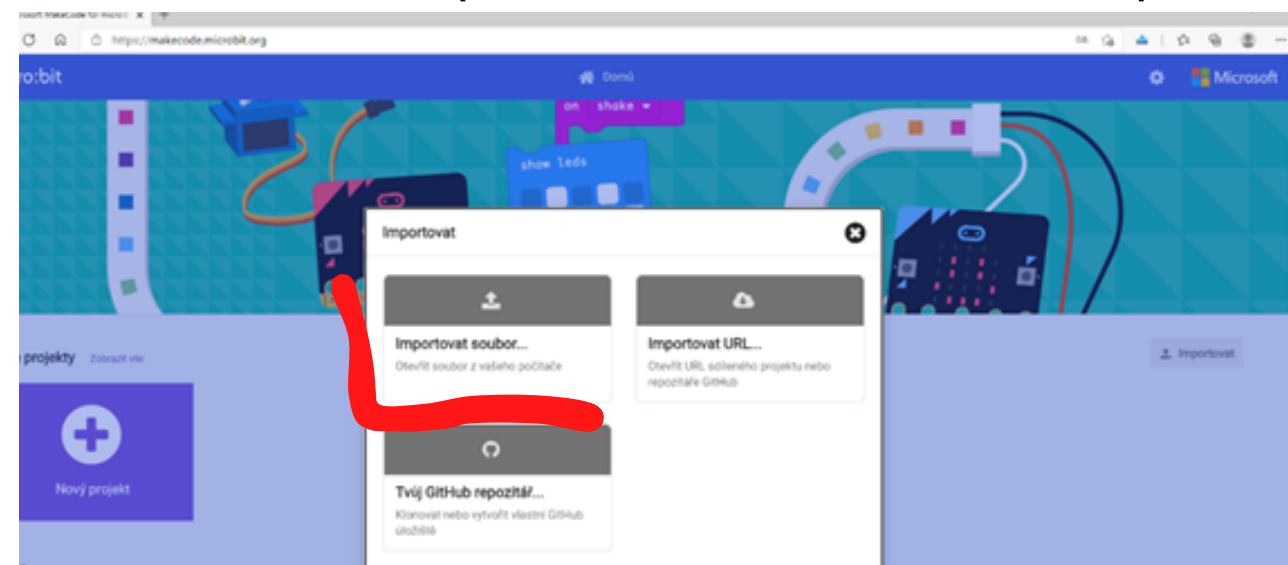 https://makecode.microbit.org
ro:bit
Domů
Microsoft
on shake
show leds
Importovat
Importovat soubor...
Otevřít soubor z vašeho počítače
Importovat URL...
Otevřít URL sdíleného projektu nebo
repozitáře GitHub
projekty Zobrazit vše
Importovat
Nový projekt
Tvůj GitHub repozitář...
Klonovat nebo vytvořit vlastní GitHub
úložiště